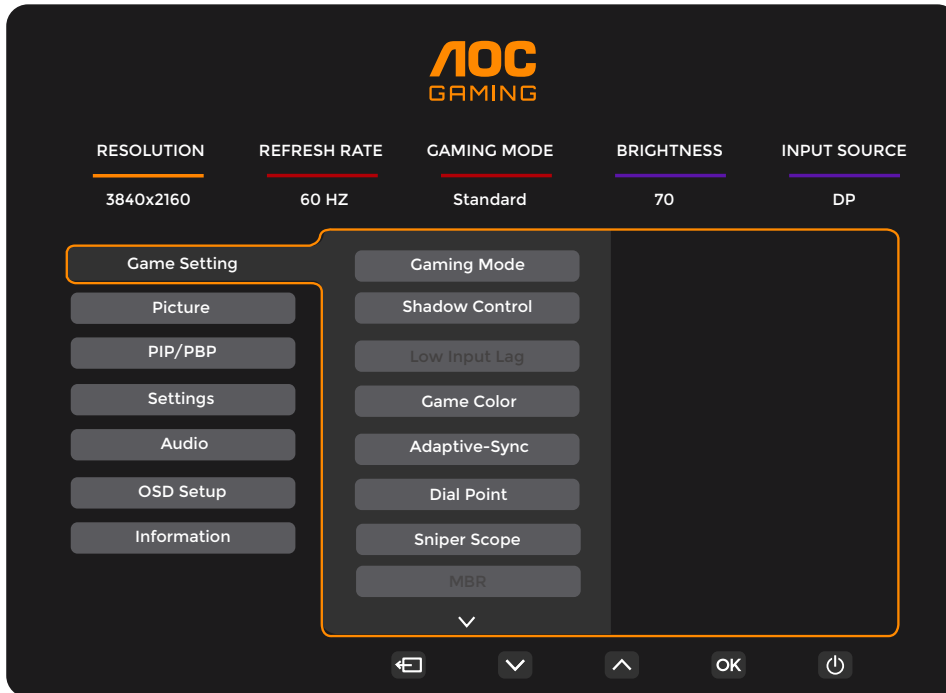 AOC
GAMING
RESOLUTION REFRESH RATE GAMING MODE BRIGHTNESS INPUT SOURCE
3840x2160 60 HZ Standard 70 DP
Game Setting
Picture
PIP/PBP
Settings
Audio
OSD Setup
Information
Gaming Mode
Shadow Control
Low Input Lag
Game Color
Adaptive-Sync
Dial Point
Sniper Scope
MBR
OK